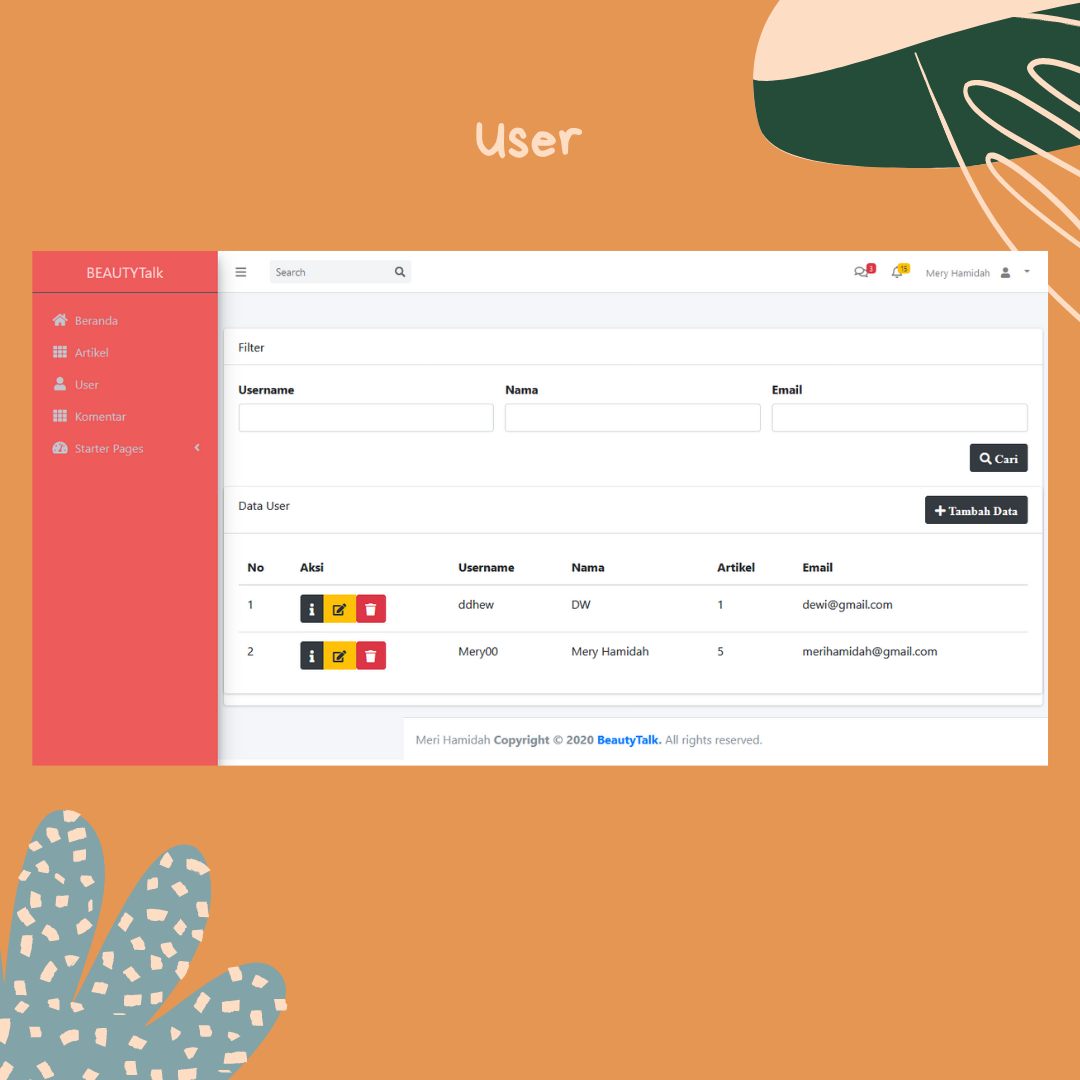 User
BEAUTYTalk
Search
3
15
Mery Hamidah
Beranda
Artikel
User
Komentar
Starter Pages
Filter
Username Nama Email
Cari
Data User
Tambah Data
No Aksi Username Nama Artikel Email
1 ddhew DW 1 dewi@gmail.com
2 Mery00 Mery Hamidah 5 merihamidah@gmail.com
Meri Hamidah Copyright © 2020 BeautyTalk. All rights reserved.